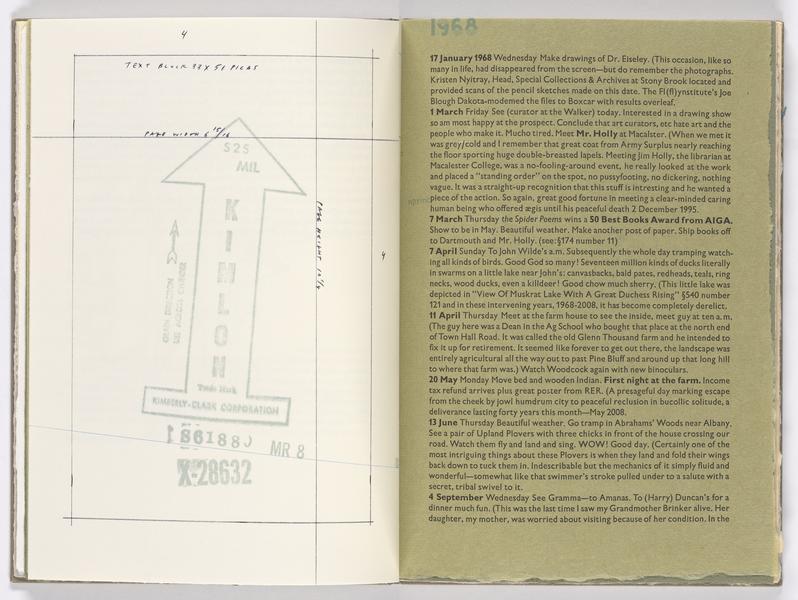 4
TEXT BLOCK 33 X 51 PICAS
PAGE WIDTH 6 15/16
S25
MIL
KIMLON
PAGE HEIGHT
4
GRAIN DIRECTION
Trade Mark
KIMBERLY-CLARK CORPORATION
MR 8
X-28632
1968
17 January 1968 Wednesday Make drawings of Dr. Eiseley. (This occasion, like so
many in life, had disappeared from the screen—but do remember the photographs.
Kristen Nyitray, Head, Special Collections & Archives at Stony Brook located and
provided scans of the pencil sketches made on this date. The Fl(fl)ynstitute's Joe
Blough Dakota-modemed the files to Boxcar with results overleaf.
1 March Friday See (curator at the Walker) today. Interested in a drawing show
so am most happy at the prospect. Conclude that art curators, etc hate art and the
people who make it. Mucho tired. Meet Mr. Holly at Macalster. (When we met it
was grey/cold and I remember that great coat from Army Surplus nearly reaching
the floor sporting huge double-breasted lapels. Meeting Jim Holly, the librarian at
Macalester College, was a no-fooling-around event, he really looked at the work
and placed a "standing order" on the spot, no pussyfooting, no dickering, nothing
vague. It was a straight-up recognition that this stuff is intresting and he wanted a
piece of the action. So again, great good fortune in meeting a clear-minded caring
human being who offered ægis until his peaceful death 2 December 1995.
7 March Thursday the Spider Poems wins a 50 Best Books Award from AIGA.
Show to be in May. Beautiful weather. Make another post of paper. Ship books off
to Dartmouth and Mr. Holly. (see:§174 number 11)
7 April Sunday To John Wilde's a.m. Subsequently the whole day tramping watch-
ing all kinds of birds. Good God so many! Seventeen million kinds of ducks literally
in swarms on a little lake near John's: canvasbacks, bald pates, redheads, teals, ring
necks, wood ducks, even a killdeer! Good chow much sherry. (This little lake was
depicted in "View Of Muskrat Lake With A Great Duchess Rising" §540 number
121 and in these intervening years, 1968-2008, it has become completely derelict.
11 April Thursday Meet at the farm house to see the inside, meet guy at ten a.m.
(The guy here was a Dean in the Ag School who bought that place at the north end
of Town Hall Road. It was called the old Glenn Thousand farm and he intended to
fix it up for retirement. It seemed like forever to get out there, the landscape was
entirely agricultural all the way out to past Pine Bluff and around up that long hill
to where that farm was.) Watch Woodcock again with new binoculars.
20 May Monday Move bed and wooden Indian. First night at the farm. Income
tax refund arrives plus great poster from RER. (A presageful day marking escape
from the cheek by jowl humdrum city to peaceful reclusion in bucollic solitude, a
deliverance lasting forty years this month—May 2008.
13 June Thursday Beautiful weather. Go tramp in Abrahams' Woods near Albany.
See a pair of Upland Plovers with three chicks in front of the house crossing our
road. Watch them fly and land and sing. WOW! Good day. (Certainly one of the
most intriguing things about these Plovers is when they land and fold their wings
back down to tuck them in. Indescribable but the mechanics of it simply fluid and
wonderful—somewhat like that swimmer's stroke pulled under to a salute with a
secret, tribal swivel to it.
4 September Wednesday See Gramma—to Amanas. To (Harry) Duncan's for a
dinner much fun. (This was the last time I saw my Grandmother Brinker alive. Her
daughter, my mother, was worried about visiting because of her condition. In the